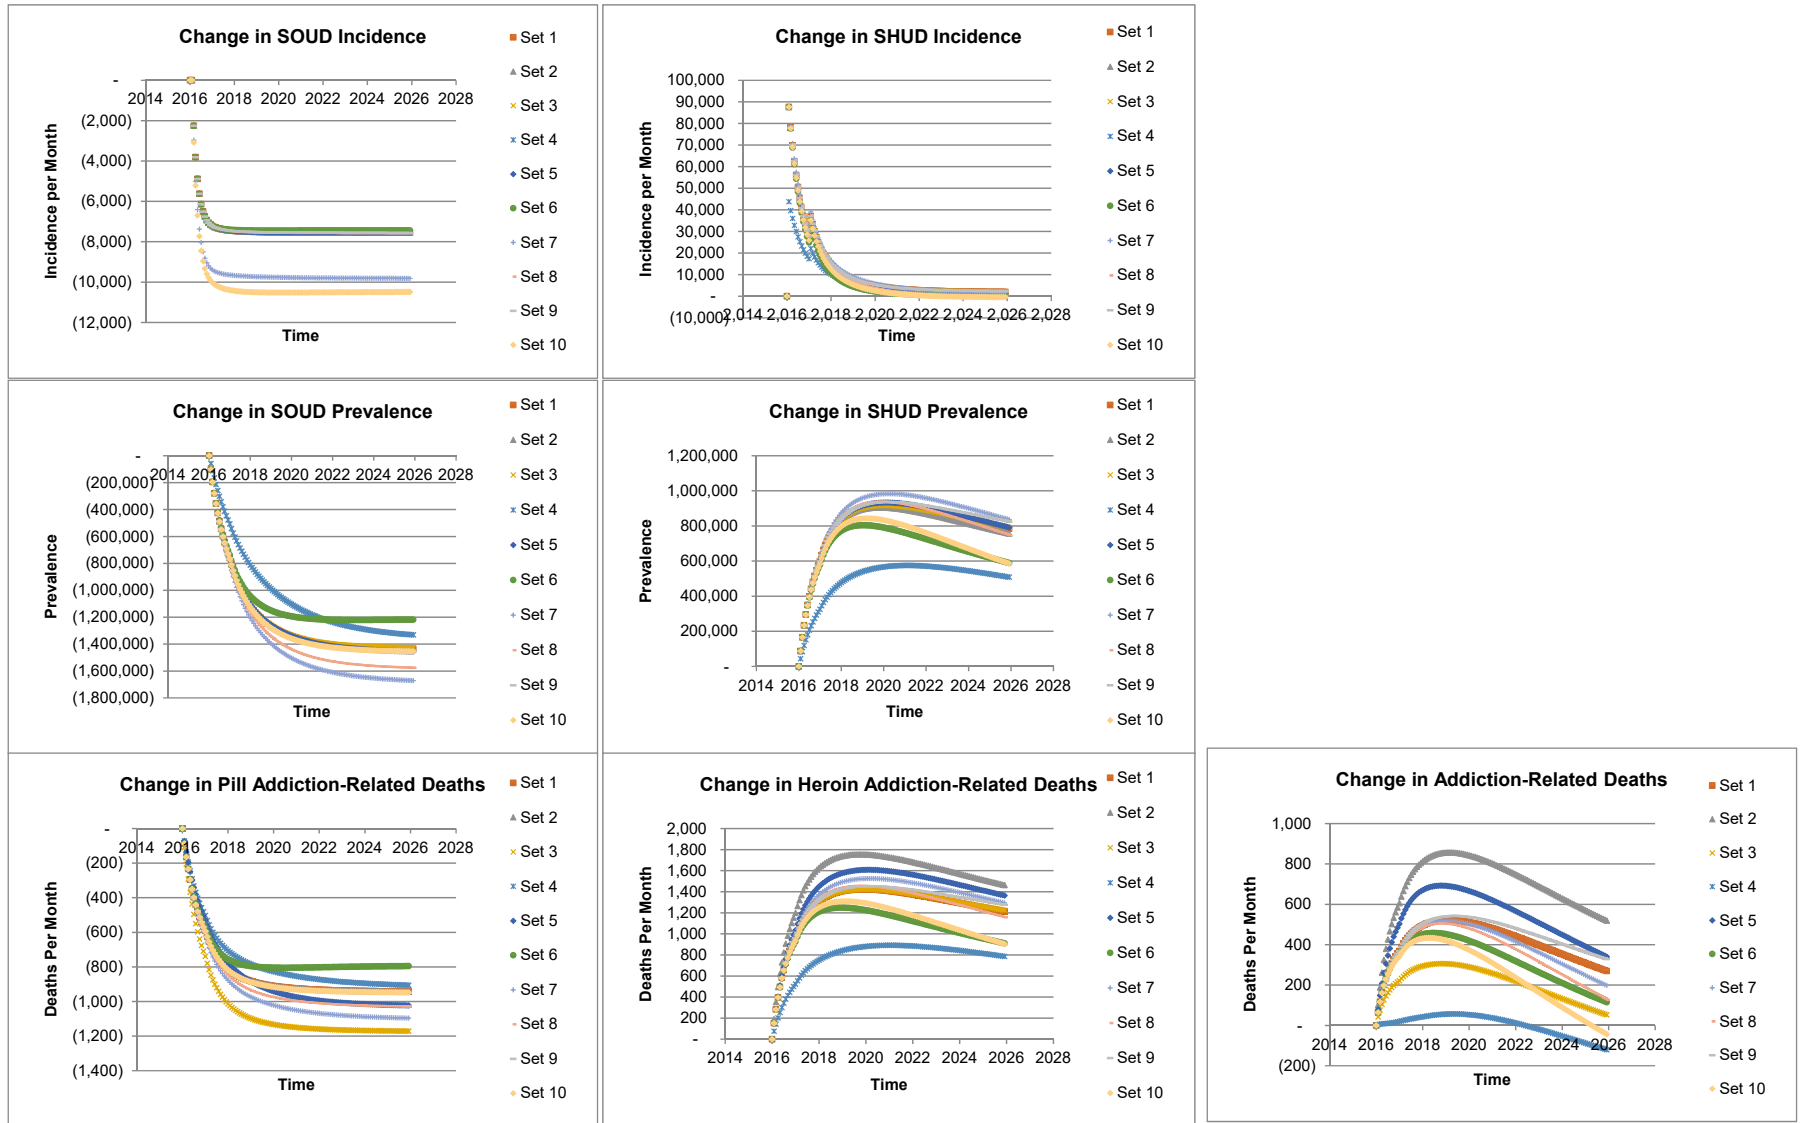 Change in SOUD Incidence
-
2014 2016 2018 2020 2022 2024 2026 2028
(2,000)
(4,000)
(6,000)
(8,000)
(10,000)
(12,000)
Incidence per Month
Time
Set 1
Set 2
Set 3
Set 4
Set 5
Set 6
Set 7
Set 8
Set 9
Set 10
Change in SHUD Incidence
100,000
90,000
80,000
70,000
60,000
50,000
40,000
30,000
20,000
10,000
-
(10,000)
2,014 2,016 2,018 2,020 2,022 2,024 2,026 2,028
Incidence per Month
Time
Set 1
Set 2
Set 3
Set 4
Set 5
Set 6
Set 7
Set 8
Set 9
Set 10
Change in SOUD Prevalence
-
2014 2016 2018 2020 2022 2024 2026 2028
(200,000)
(400,000)
(600,000)
(800,000)
(1,000,000)
(1,200,000)
(1,400,000)
(1,600,000)
(1,800,000)
Prevalence
Time
Set 1
Set 2
Set 3
Set 4
Set 5
Set 6
Set 7
Set 8
Set 9
Set 10
Change in SHUD Prevalence
1,200,000
1,000,000
800,000
600,000
400,000
200,000
-
2014 2016 2018 2020 2022 2024 2026 2028
Prevalence
Time
Set 1
Set 2
Set 3
Set 4
Set 5
Set 6
Set 7
Set 8
Set 9
Set 10
Change in Pill Addiction-Related Deaths
-
2014 2016 2018 2020 2022 2024 2026 2028
(200)
(400)
(600)
(800)
(1,000)
(1,200)
(1,400)
Deaths Per Month
Time
Set 1
Set 2
Set 3
Set 4
Set 5
Set 6
Set 7
Set 8
Set 9
Set 10
Change in Heroin Addiction-Related Deaths
2,000
1,800
1,600
1,400
1,200
1,000
800
600
400
200
-
2014 2016 2018 2020 2022 2024 2026 2028
Deaths Per Month
Time
Set 1
Set 2
Set 3
Set 4
Set 5
Set 6
Set 7
Set 8
Set 9
Set 10
Change in Addiction-Related Deaths
1,000
800
600
400
200
-
2014 2016 2018 2020 2022 2024 2026 2028
(200)
Deaths Per Month
Time
Set 1
Set 2
Set 3
Set 4
Set 5
Set 6
Set 7
Set 8
Set 9
Set 10